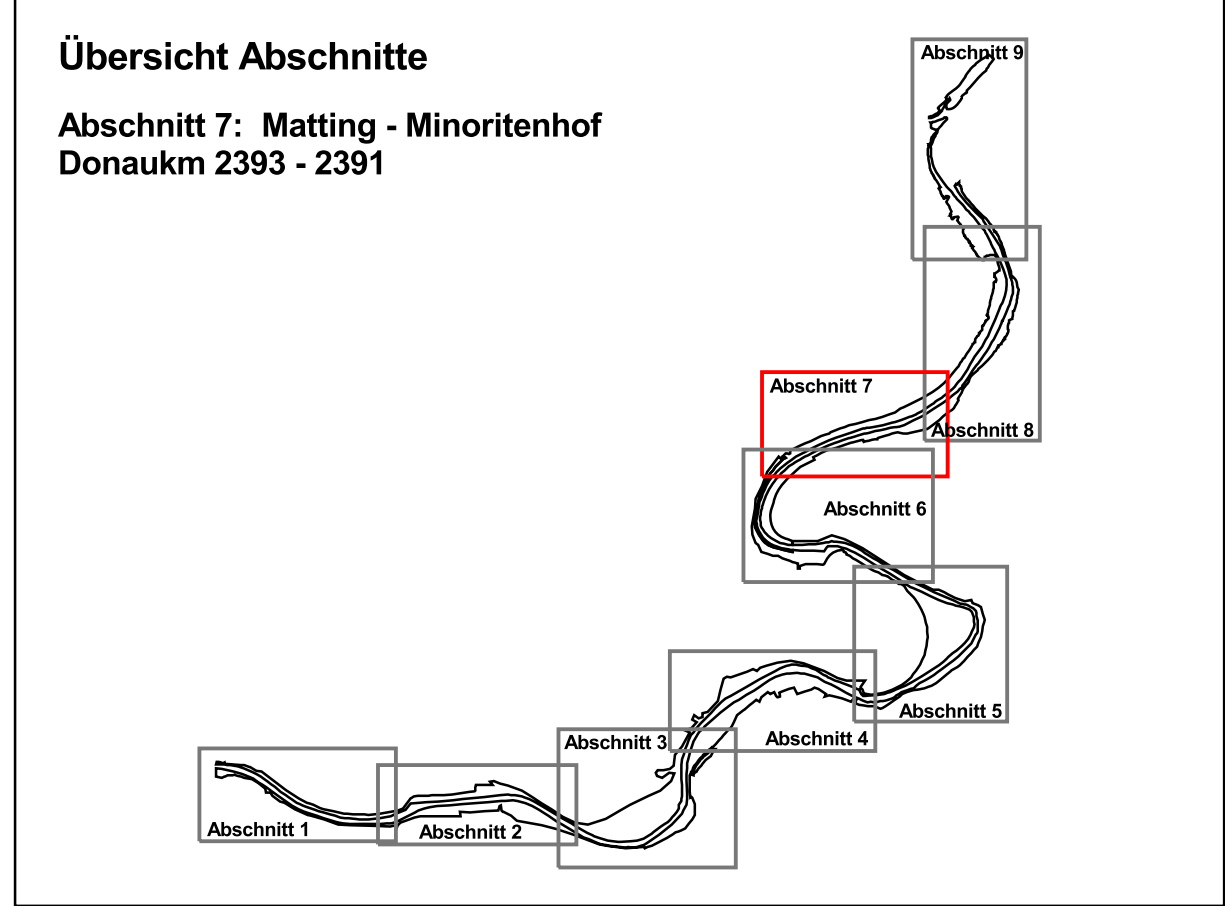 Übersicht Abschnitte
Abschnitt 7:  Matting - Minoritenhof
Donaukm 2393 - 2391
Abschnitt 9
Abschnitt 7
Abschnitt 8
Abschnitt 6
Abschnitt 5
Abschnitt 4
Abschnitt 3
Abschnitt 1
Abschnitt 2